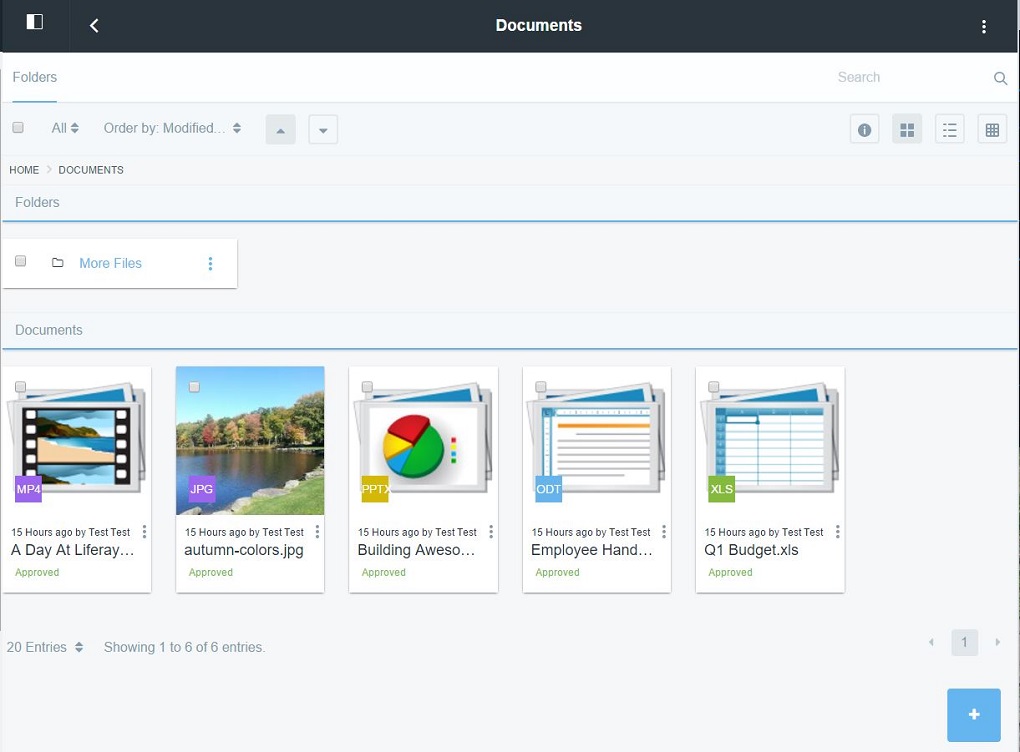 Documents
Folders
Search
All
Order by: Modified...
HOME > DOCUMENTS
Folders
More Files
Documents
MP4
JPG
PPTX
ODT
XLS
15 Hours ago by Test Test
A Day At Liferay...
Approved
15 Hours ago by Test Test
autumn-colors.jpg
Approved
15 Hours ago by Test Test
Building Aweso...
Approved
15 Hours ago by Test Test
Employee Hand...
Approved
15 Hours ago by Test Test
Q1 Budget.xls
Approved
20 Entries
Showing 1 to 6 of 6 entries.
1